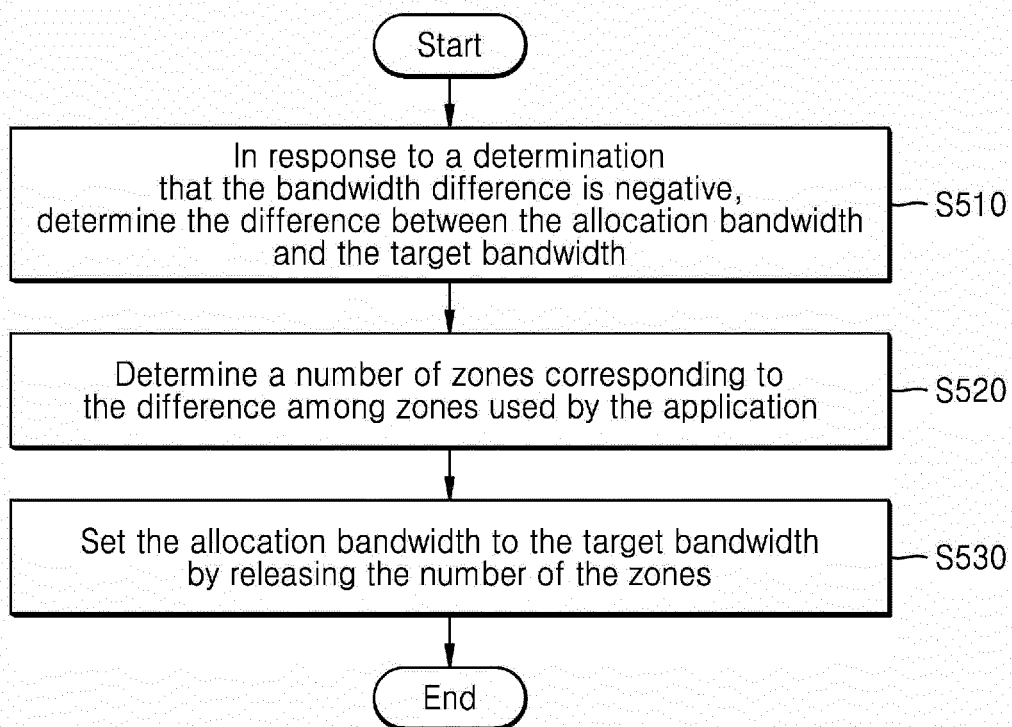 Start
In response to a determination
that the bandwidth difference is negative,
determine the difference between the allocation bandwidth
and the target bandwidth
S510
Determine a number of zones corresponding to
the difference among zones used by the application
S520
Set the allocation bandwidth to the target bandwidth
by releasing the number of the zones
S530
End